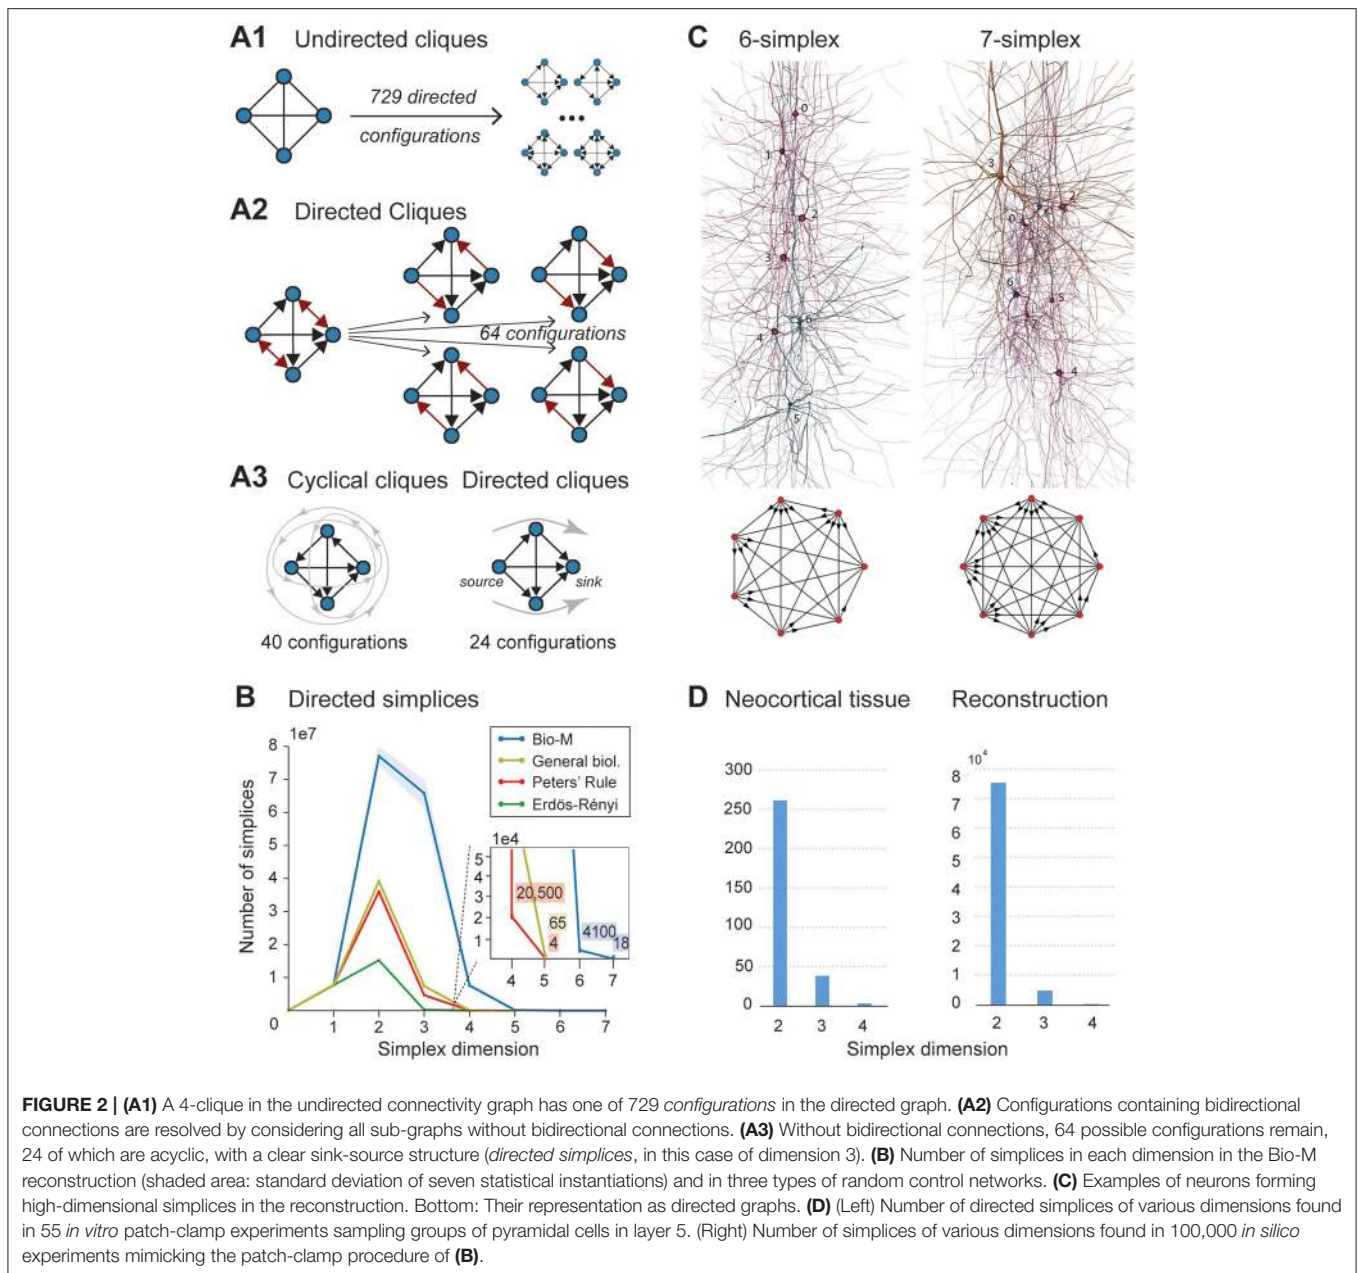 A1 Undirected cliques
729 directed
configurations
A2 Directed Cliques
64 configurations
A3 Cyclical cliques Directed cliques
source sink
40 configurations 24 configurations
B Directed simplices
1e7
8
7
6
5
4
3
2
1
0
Number of simplices
1 2 3 4 5 6 7
Simplex dimension
Bio-M
General biol.
Peters' Rule
Erdös-Rényi
1e4
5
4
3
2
1
20,500
65
4
4100
18
4 5 6 7
C 6-simplex 7-simplex
0
1
2
3
4
6
5
3
2
0
6
5
4
D Neocortical tissue Reconstruction
300
250
200
150
100
50
0
2 3 4
10⁴
8
7
6
5
4
3
2
1
0
2 3 4
Simplex dimension
FIGURE 2 | (A1) A 4-clique in the undirected connectivity graph has one of 729 configurations in the directed graph. (A2) Configurations containing bidirectional
connections are resolved by considering all sub-graphs without bidirectional connections. (A3) Without bidirectional connections, 64 possible configurations remain,
24 of which are acyclic, with a clear sink-source structure (directed simplices, in this case of dimension 3). (B) Number of simplices in each dimension in the Bio-M
reconstruction (shaded area: standard deviation of seven statistical instantiations) and in three types of random control networks. (C) Examples of neurons forming
high-dimensional simplices in the reconstruction. Bottom: Their representation as directed graphs. (D) (Left) Number of directed simplices of various dimensions found
in 55 in vitro patch-clamp experiments sampling groups of pyramidal cells in layer 5. (Right) Number of simplices of various dimensions found in 100,000 in silico
experiments mimicking the patch-clamp procedure of (B).